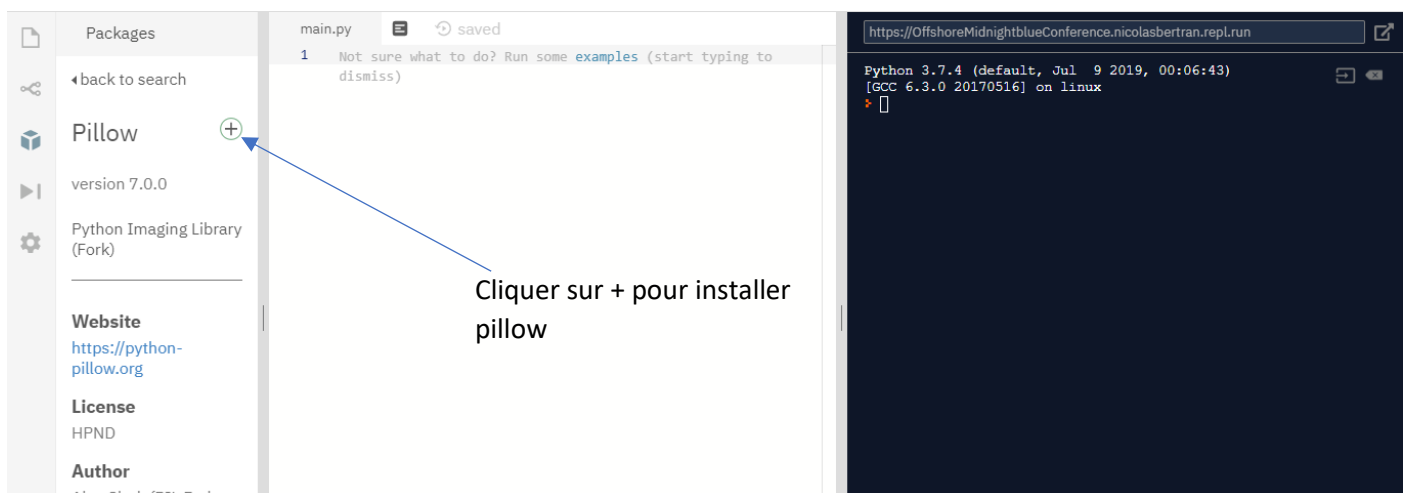 Packages
back to search
Pillow
version 7.0.0
Python Imaging Library
(Fork)
Website
https://python-
pillow.org
License
HPND
Author
main.py
saved
1 Not sure what to do? Run some examples (start typing to
dismiss)
Cliquer sur + pour installer
pillow
https://OffshoreMidnightblueConference.nicolasbertran.repl.run
Python 3.7.4 (default, Jul  9 2019, 00:06:43)
[GCC 6.3.0 20170516] on linux